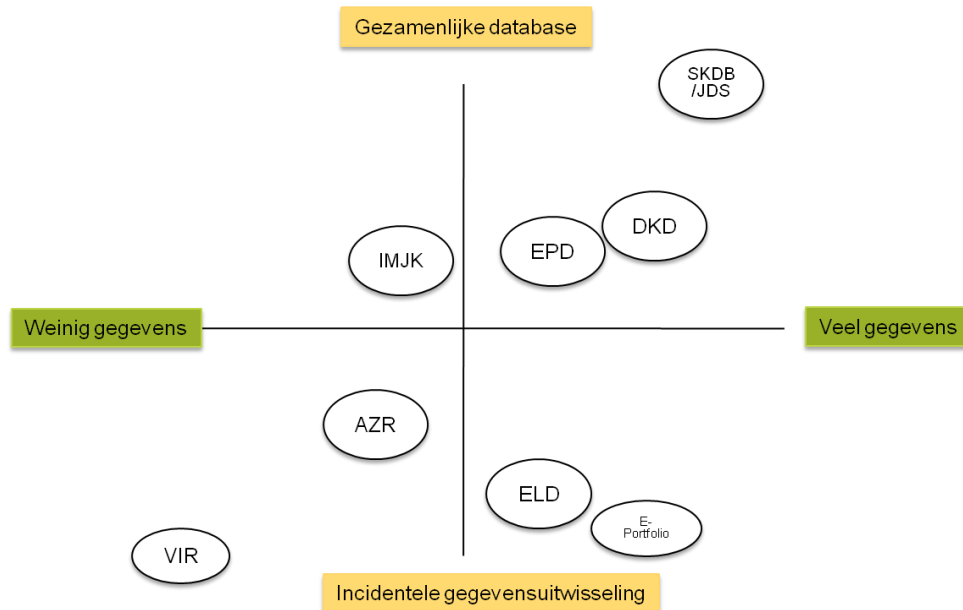 Gezamenlijke database
SKDB
/JDS
DKD
EPD
IMJK
Weinig gegevens
Veel gegevens
AZR
ELD
E-
Portfolio
VIR
Incidentele gegevensuitwisseling